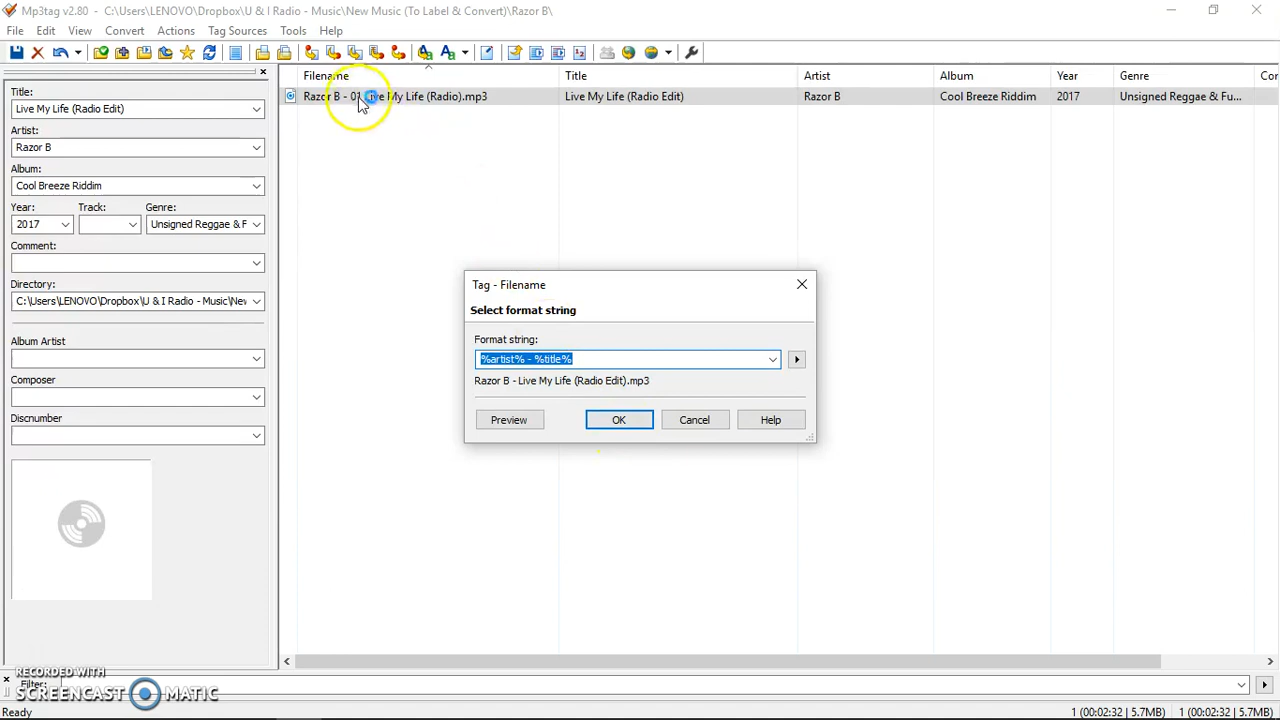 Mp3tag v2.80 - C:\Users\LENOVO\Dropbox\U & I Radio - Music\New Music (To Label & Convert)\Razor B\
File Edit View Convert Actions Tag Sources Tools Help
Filename Title Artist Album Year Genre Cor
Razor B - 01 Live My Life (Radio).mp3 Live My Life (Radio Edit) Razor B Cool Breeze Riddim 2017 Unsigned Reggae & Fu...
Title:
Live My Life (Radio Edit)
Artist:
Razor B
Album:
Cool Breeze Riddim
Year: Track: Genre:
2017 Unsigned Reggae & F
Comment:
Directory:
C:\Users\LENOVO\Dropbox\U & I Radio - Music\Nev
Album Artist
Composer
Discnumber
Tag - Filename
Select format string
Format string:
%artist% - %title%
Razor B - Live My Life (Radio Edit).mp3
Preview OK Cancel Help
RECORDED WITH
SCREENCAST MATIC
Filter:
Ready 1 (00:02:32 | 5.7MB) 1 (00:02:32 | 5.7MB)